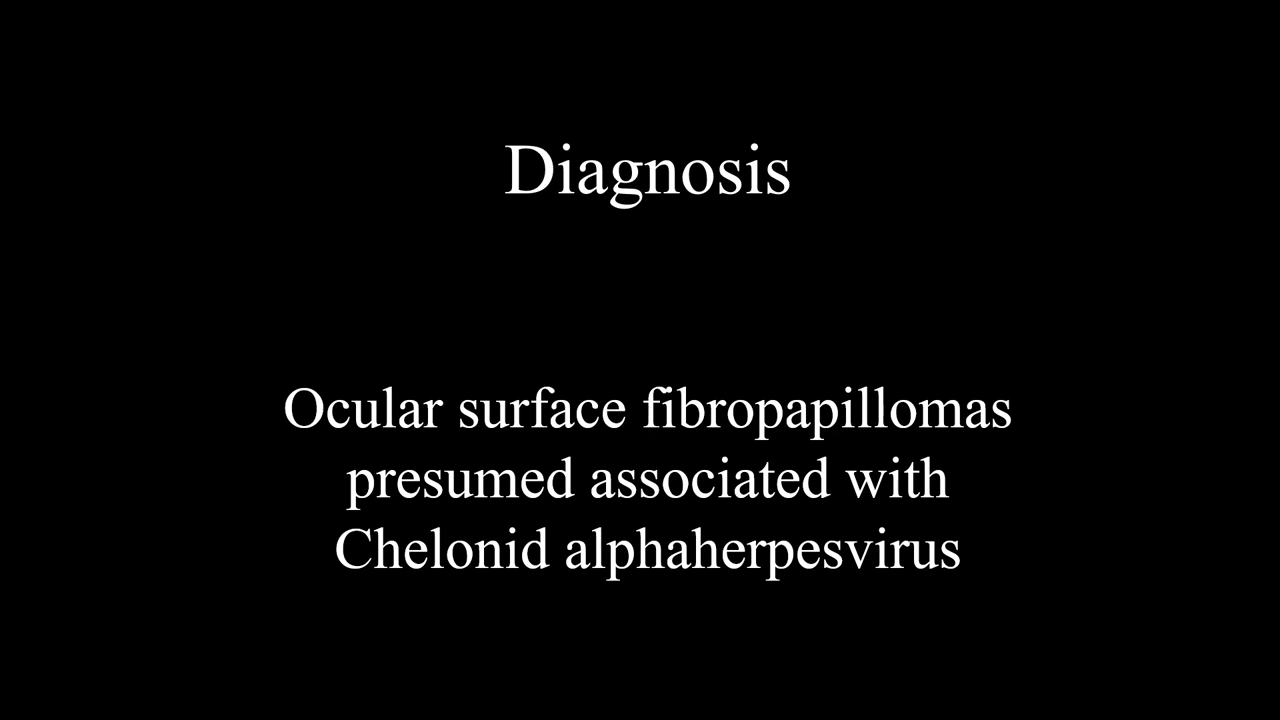 Diagnosis
Ocular surface fibropapillomas
presumed associated with
Chelonid alphaherpesvirus